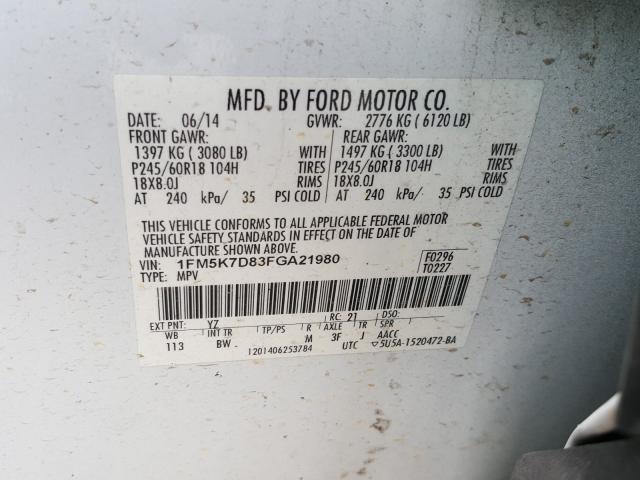 MFD. BY FORD MOTOR CO.
DATE: 06/14 GVWR: 2776 KG ( 6120 LB)
FRONT GAWR: REAR GAWR:
1397 KG ( 3080 LB) WITH 1497 KG ( 3300 LB) WITH
P245/60R18 104H TIRES P245/60R18 104H TIRES
18X8.0J RIMS 18X8.0J RIMS
AT 240 kPa/ 35 PSI COLD AT 240 kPa/ 35 PSI COLD
THIS VEHICLE CONFORMS TO ALL APPLICABLE FEDERAL MOTOR
VEHICLE SAFETY STANDARDS IN EFFECT ON THE DATE OF
MANUFACTURE SHOWN ABOVE.
VIN: 1FM5K7D83FGA21980 F0296
TYPE: MPV T0227
EXT PNT: YZ RC: 21 DSO:
WB INT TR TP/PS R AXLE TR SPR
113 BW M 3F J AACC
1201406253784 UTC 5U5A-1520472-BA